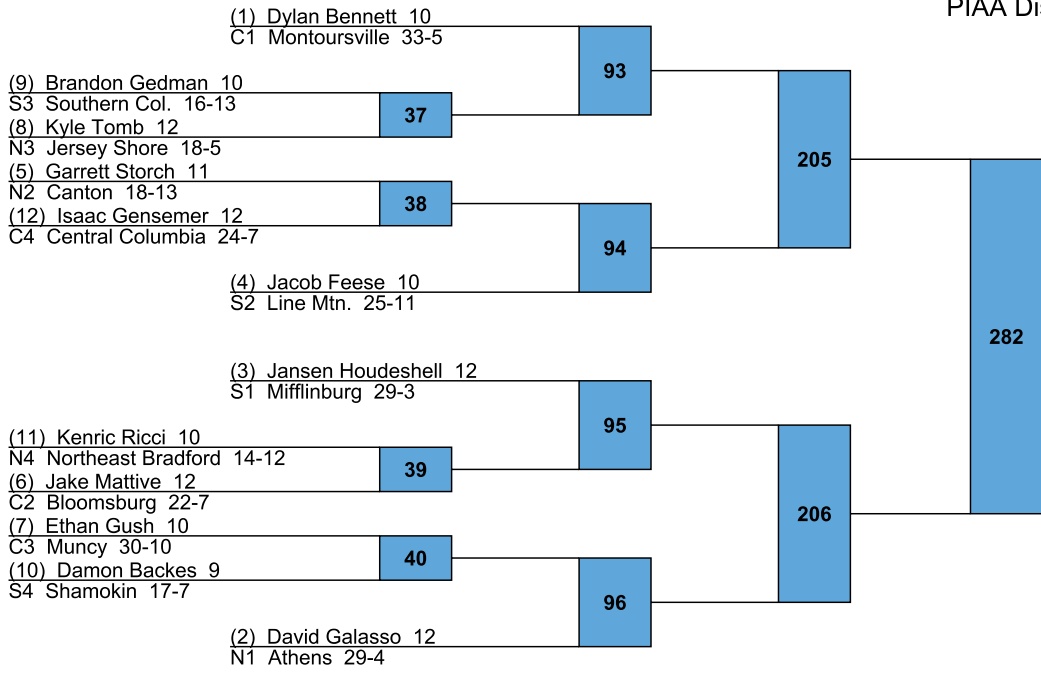 PIAA
(1) Dylan Bennett 10
C1 Montoursville 33-5
93
(9) Brandon Gedman 10
S3 Southern Col. 16-13
37
(8) Kyle Tomb 12
N3 Jersey Shore 18-5
205
(5) Garrett Storch 11
N2 Canton 18-13
38
(12) Isaac Gensemer 12
C4 Central Columbia 24-7
94
(4) Jacob Feese 10
S2 Line Mtn. 25-11
282
(3) Jansen Houdeshell 12
S1 Mifflinburg 29-3
95
(11) Kenric Ricci 10
N4 Northeast Bradford 14-12
39
(6) Jake Mattive 12
C2 Bloomsburg 22-7
206
(7) Ethan Gush 10
C3 Muncy 30-10
40
(10) Damon Backes 9
S4 Shamokin 17-7
96
(2) David Galasso 12
N1 Athens 29-4